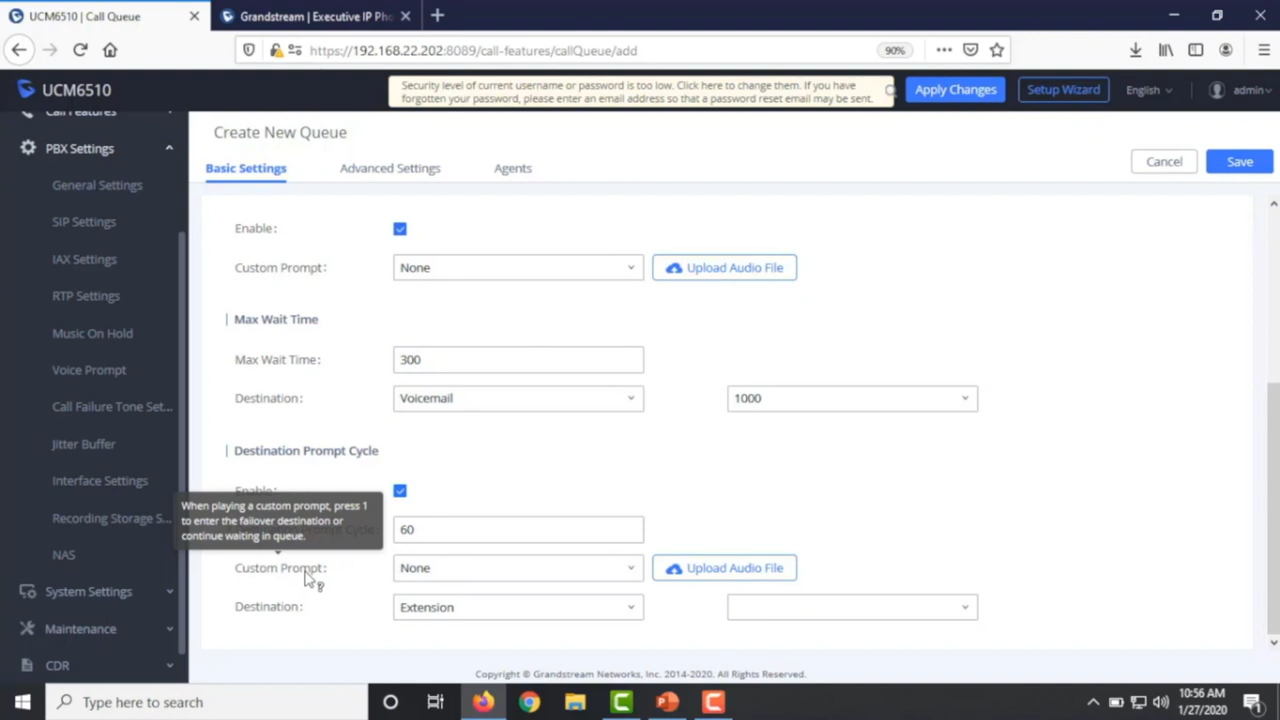 UCM6510 | Call Queue
Grandstream | Executive IP Pho
https://192.168.22.202:8089/call-features/callQueue/add
90%
UCM6510
Security level of current username or password is too low. Click here to change them. If you have
forgotten your password, please enter an email address so that a password reset email may be sent.
Apply Changes
Setup Wizard
English
admin
Call Features
PBX Settings
General Settings
SIP Settings
IAX Settings
RTP Settings
Music On Hold
Voice Prompt
Call Failure Tone Set...
Jitter Buffer
Interface Settings
Recording Storage S...
NAS
System Settings
Maintenance
CDR
Create New Queue
Basic Settings
Advanced Settings
Agents
Cancel
Save
Enable:
Custom Prompt:
None
Upload Audio File
Max Wait Time
Max Wait Time:
300
Destination:
Voicemail
1000
Destination Prompt Cycle
Enable:
When playing a custom prompt, press 1
to enter the failover destination or
continue waiting in queue.
Prompt Cycle:
60
Custom Prompt:
None
Upload Audio File
Destination:
Extension
Copyright © Grandstream Networks, Inc. 2014-2020. All Rights Reserved.
Type here to search
10:56 AM
1/27/2020
1